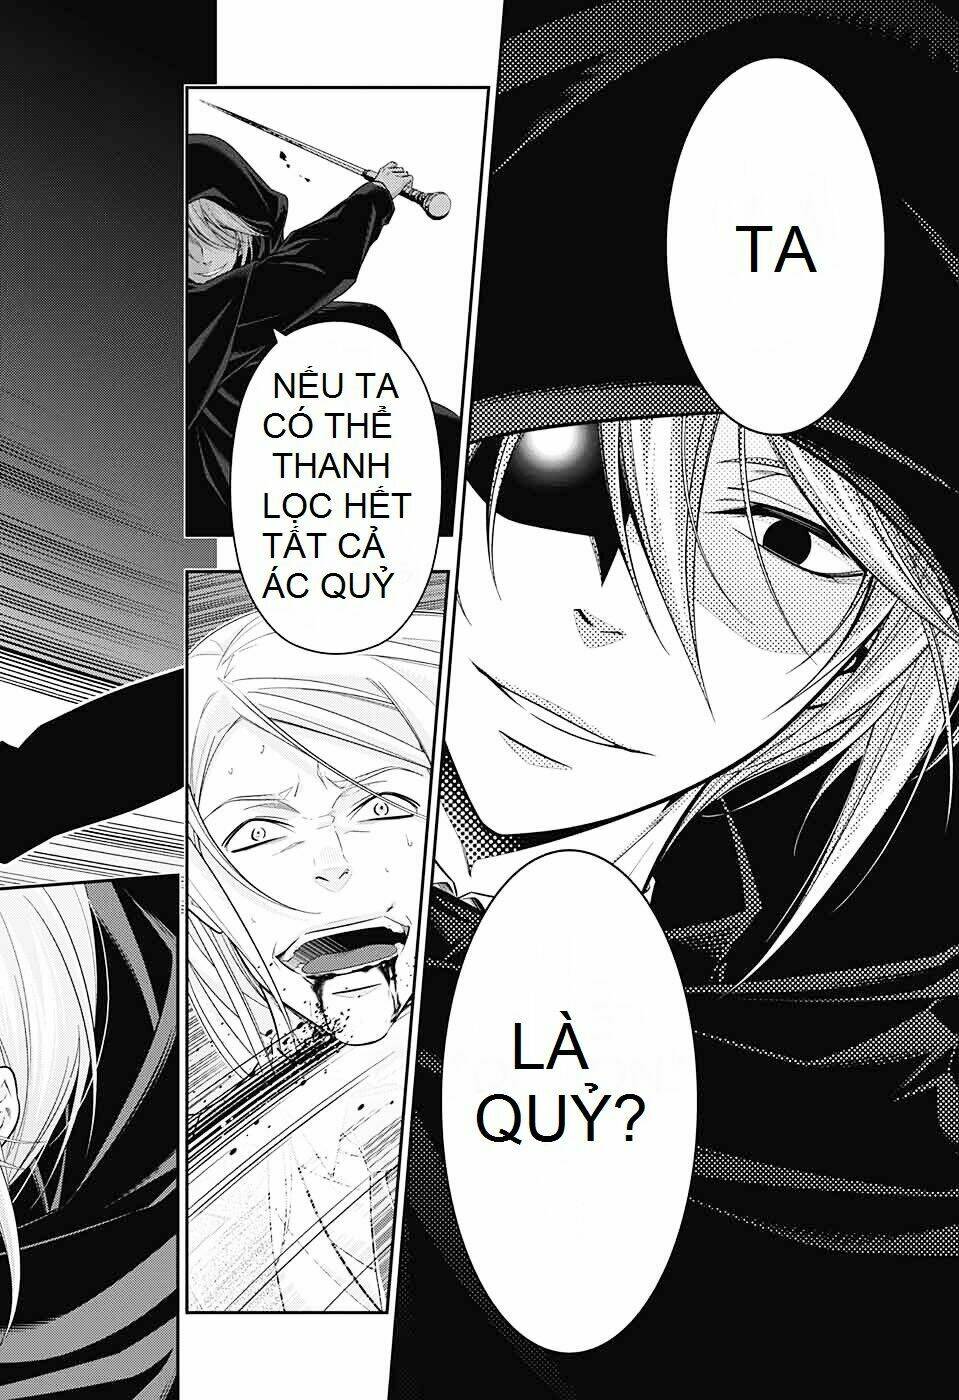 TA
LÀ
QUỶ?
NẾU TA
CÓ THỂ
THANH
LỌC HẾT
TẤT CẢ
ÁC QUỶ